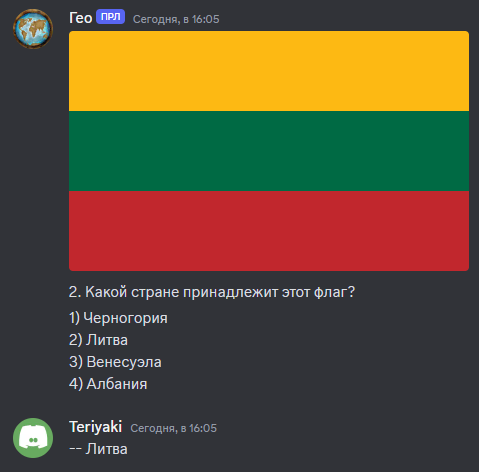 Гео ПРЛ Сегодня, в 16:05
2. Какой стране принадлежит этот флаг?
1) Черногория
2) Литва
3) Венесуэла
4) Албания
Teriyaki Сегодня, в 16:05
-- Литва